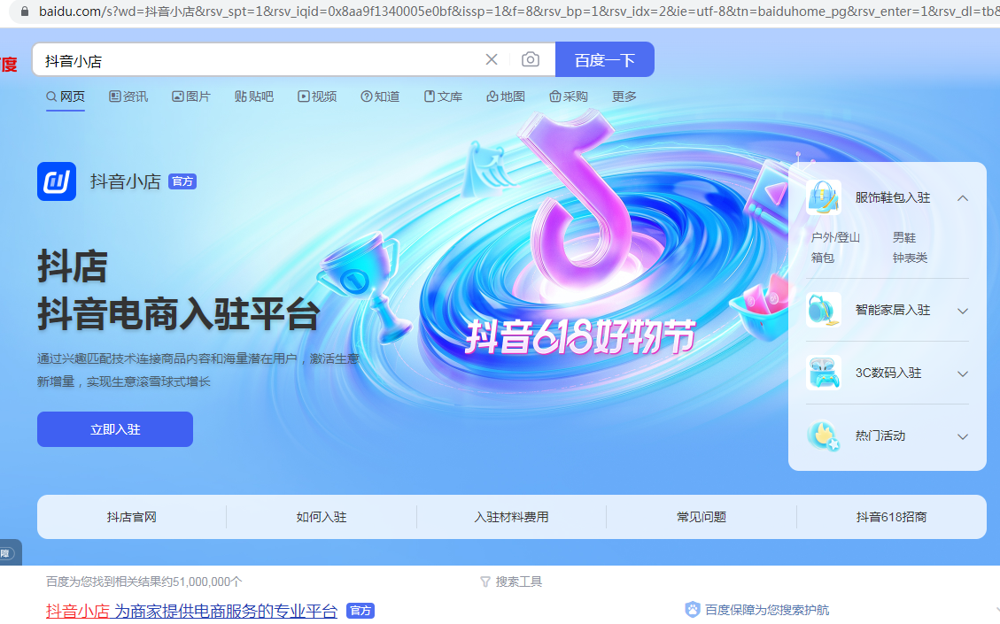 baidu.com/s?wd=抖音小店&rsv_spt=1&rsv_iqid=0x8aa9f1340005e0bf&issp=1&f=8&rsv_bp=1&rsv_idx=2&ie=utf-8&tn=baiduhome_pg&rsv_enter=1&rsv_dl=tb&
度 抖音小店 百度一下
网页 资讯 图片 贴贴吧 视频 知道 文库 地图 采购 更多
抖音小店 官方
抖店
抖音电商入驻平台
通过兴趣匹配技术连接商品内容和海量潜在用户，激活生意
新增量，实现生意滚雪球式增长
立即入驻
抖音618好物节
服饰鞋包入驻
户外/登山 男鞋
箱包 钟表类
智能家居入驻
3C数码入驻
热门活动
抖店官网 如何入驻 入驻材料费用 常见问题 抖音618招商
障
百度为您找到相关结果约51,000,000个 搜索工具
抖音小店 为商家提供电商服务的专业平台 官方
百度保障为您搜索护航